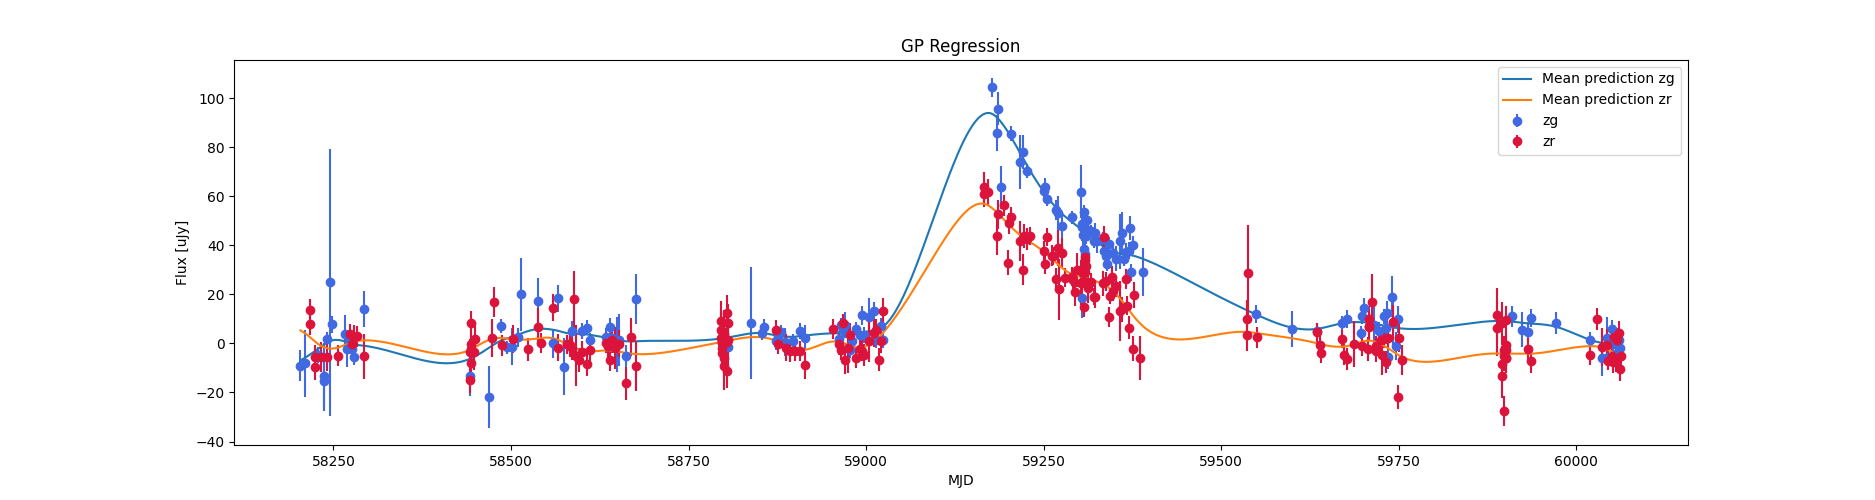 GP Regression
Flux [uJy]
100
80
60
40
20
0
−20
−40
58250
58500
58750
59000
59250
59500
59750
60000
MJD
Mean prediction zg
Mean prediction zr
zg
zr